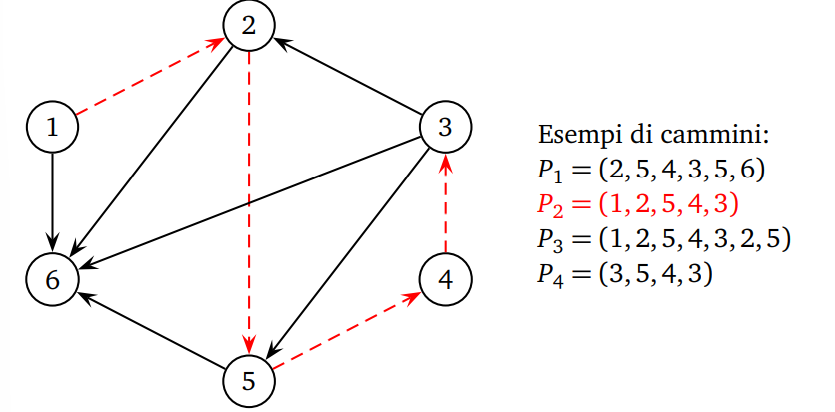 2
1
3
6
4
5
Esempi di cammini:
P₁ = (2, 5, 4, 3, 5, 6)
P₂ = (1, 2, 5, 4, 3)
P₃ = (1, 2, 5, 4, 3, 2, 5)
P₄ = (3, 5, 4, 3)